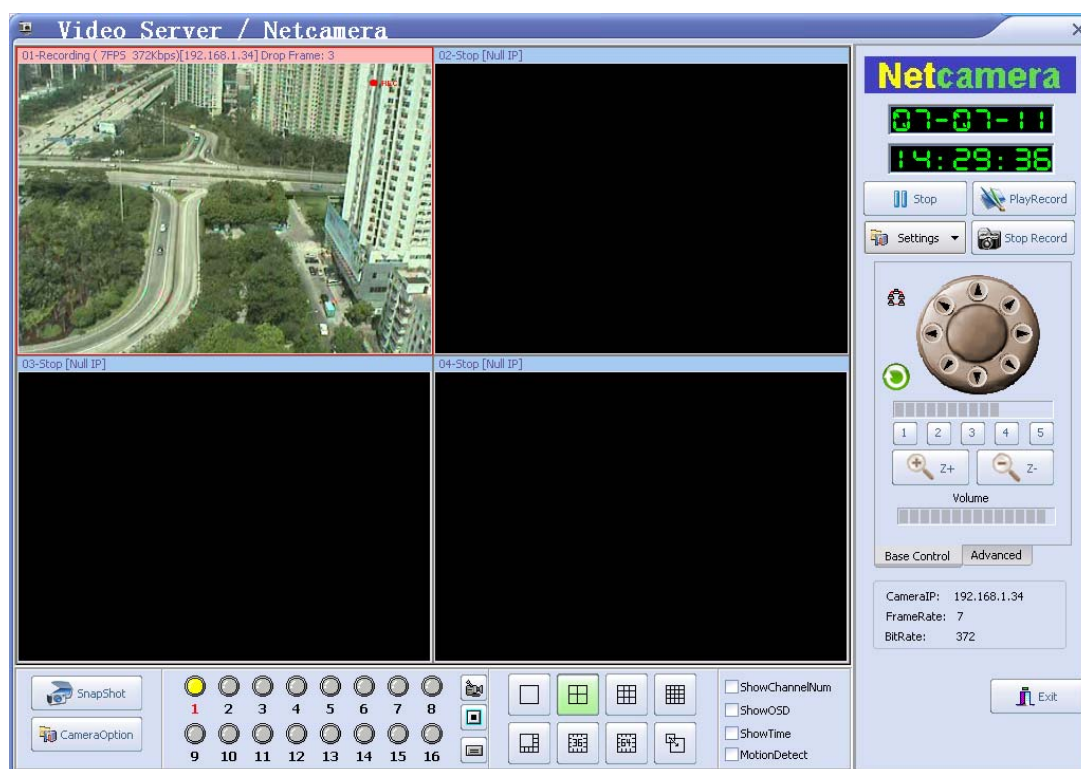 Video Server / Netcamera
01-Recording ( 7FPS 372Kbps)[192.168.1.34] Drop Frame: 3
REC
02-Stop [Null IP]
03-Stop [Null IP]
04-Stop [Null IP]
Netcamera
07-07-11
14:29:36
Stop
PlayRecord
Settings
Stop Record
1 2 3 4 5
Z+ Z-
Volume
Base Control Advanced
CameraIP: 192.168.1.34
FrameRate: 7
BitRate: 372
SnapShot
CameraOption
1 2 3 4 5 6 7 8
9 10 11 12 13 14 15 16
36 64
ShowChannelNum
ShowOSD
ShowTime
MotionDetect
Exit